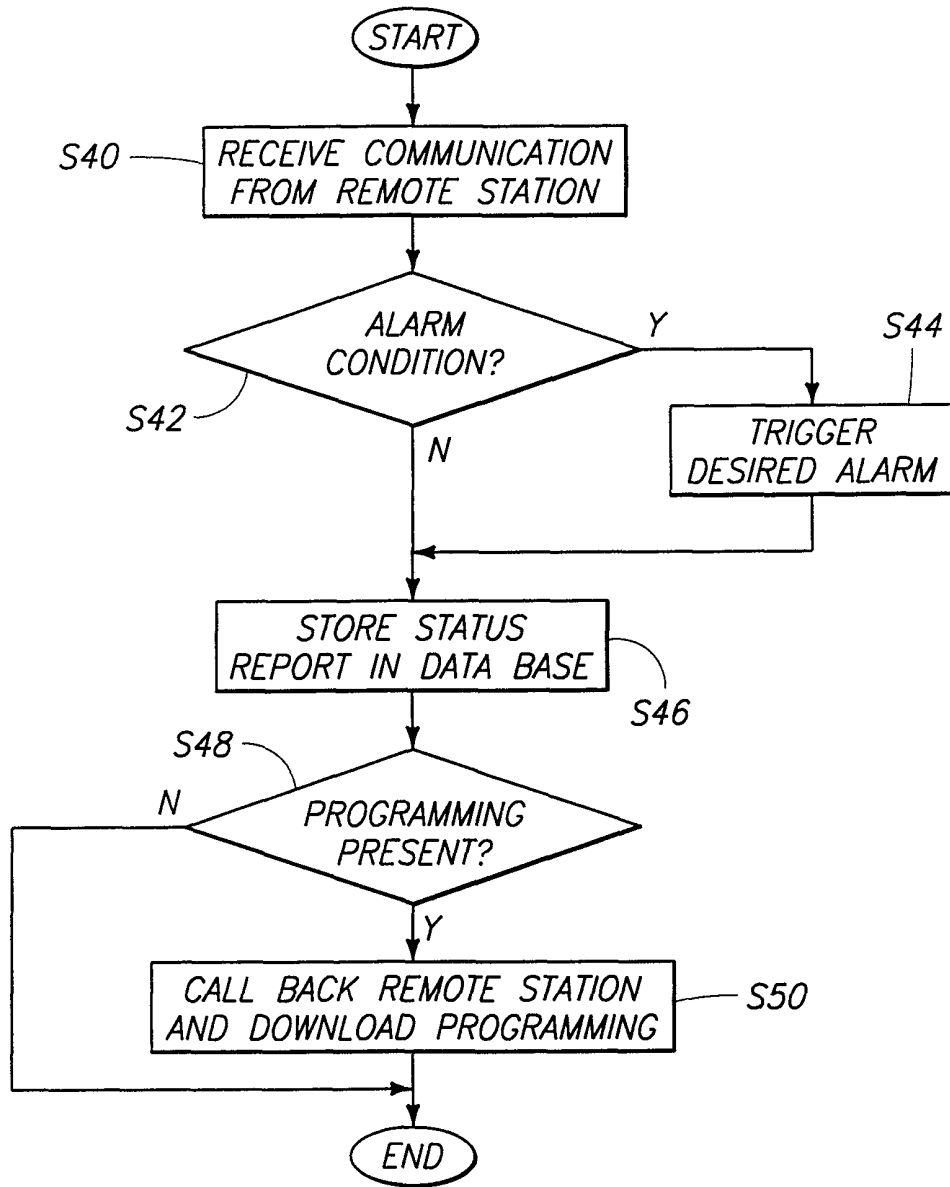 START
S40
RECEIVE COMMUNICATION
FROM REMOTE STATION
ALARM
CONDITION?
Y
S44
S42
N
TRIGGER
DESIRED ALARM
STORE STATUS
REPORT IN DATA BASE
S46
S48
N
PROGRAMMING
PRESENT?
Y
CALL BACK REMOTE STATION
AND DOWNLOAD PROGRAMMING
S50
END